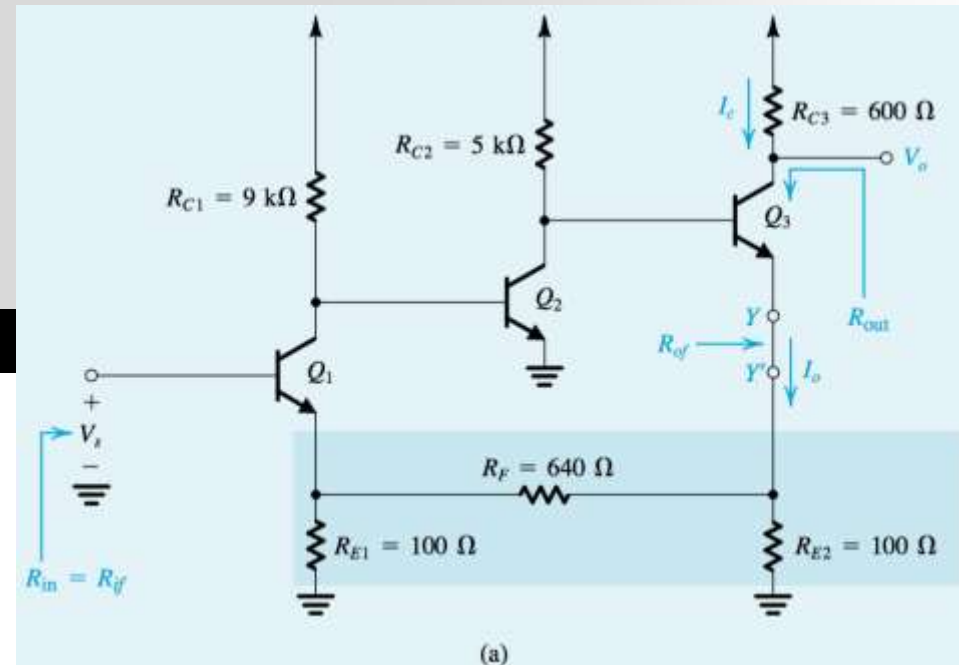 I_c
R_C3 = 600 Ω
R_C2 = 5 kΩ
V_o
R_C1 = 9 kΩ
Q_3
Q_2
Y
R_out
R_of
Q_1
Y'
I_o
+
V_s
−
R_F = 640 Ω
R_E1 = 100 Ω
R_E2 = 100 Ω
R_in = R_if
(a)